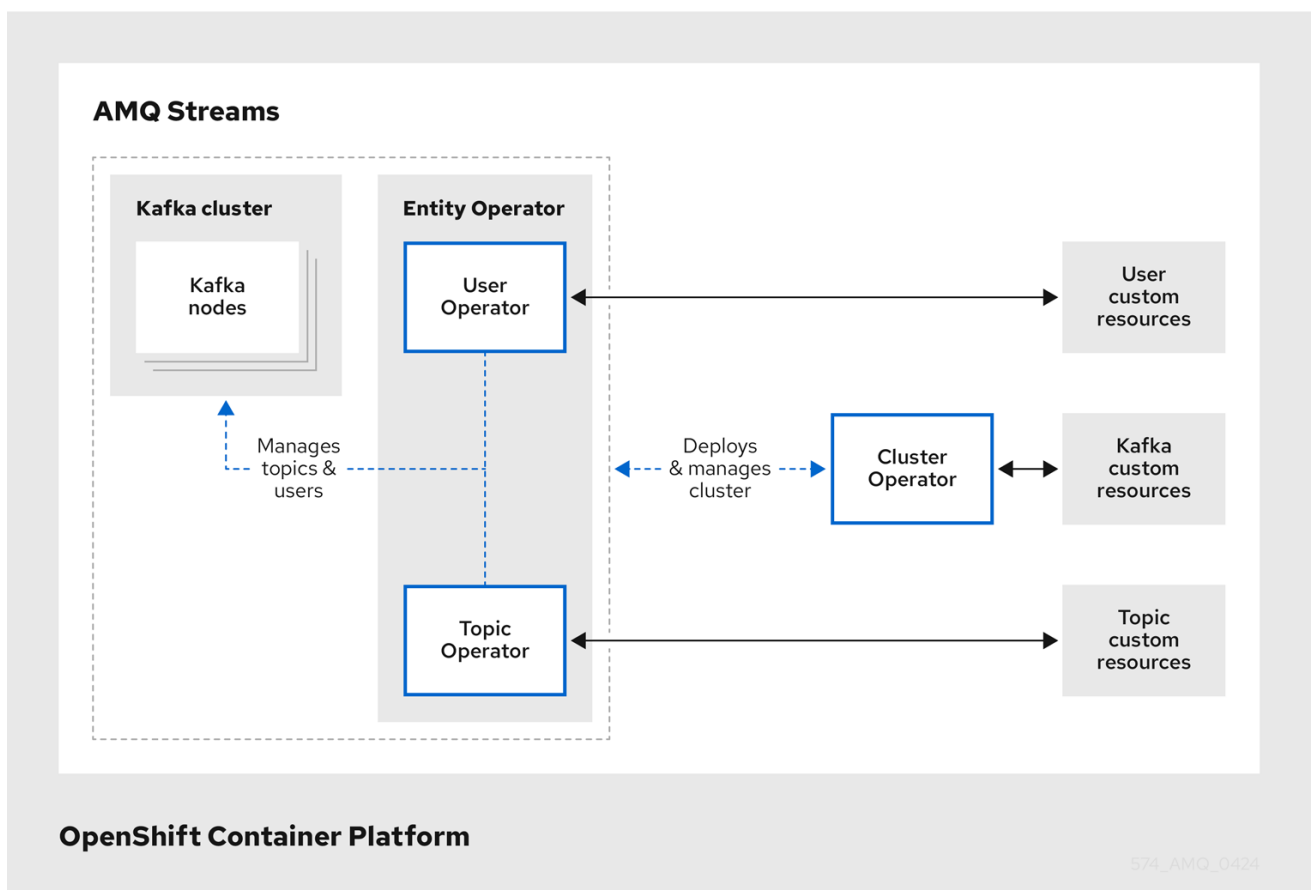 AMQ Streams
Kafka cluster
Kafka
nodes
Entity Operator
User
Operator
User
custom
resources
Manages
topics &
users
Deploys
& manages
cluster
Cluster
Operator
Kafka
custom
resources
Topic
Operator
Topic
custom
resources
OpenShift Container Platform
574_AMQ_0424